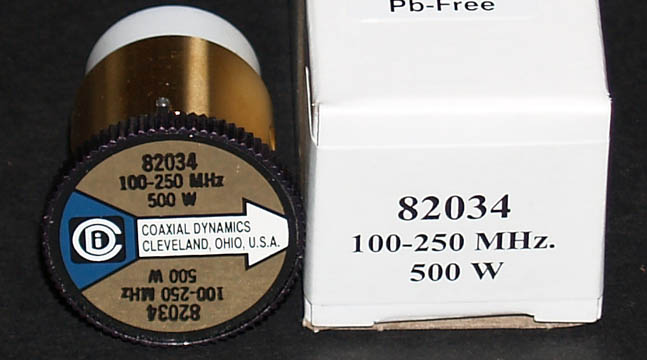 Pb-Free
82034
100-250 MHz
500 W
COAXIAL DYNAMICS
CLEVELAND, OHIO, U.S.A.
82034
100-250 MHz
500 W
82034
100-250 MHz.
500 W